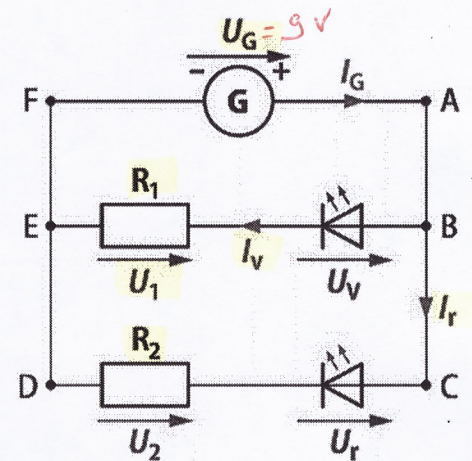 U_G = 9 V
- +
I_G
F G A
R_1
E B
U_1 I_V U_V
I_r
R_2
D C
U_2 U_r